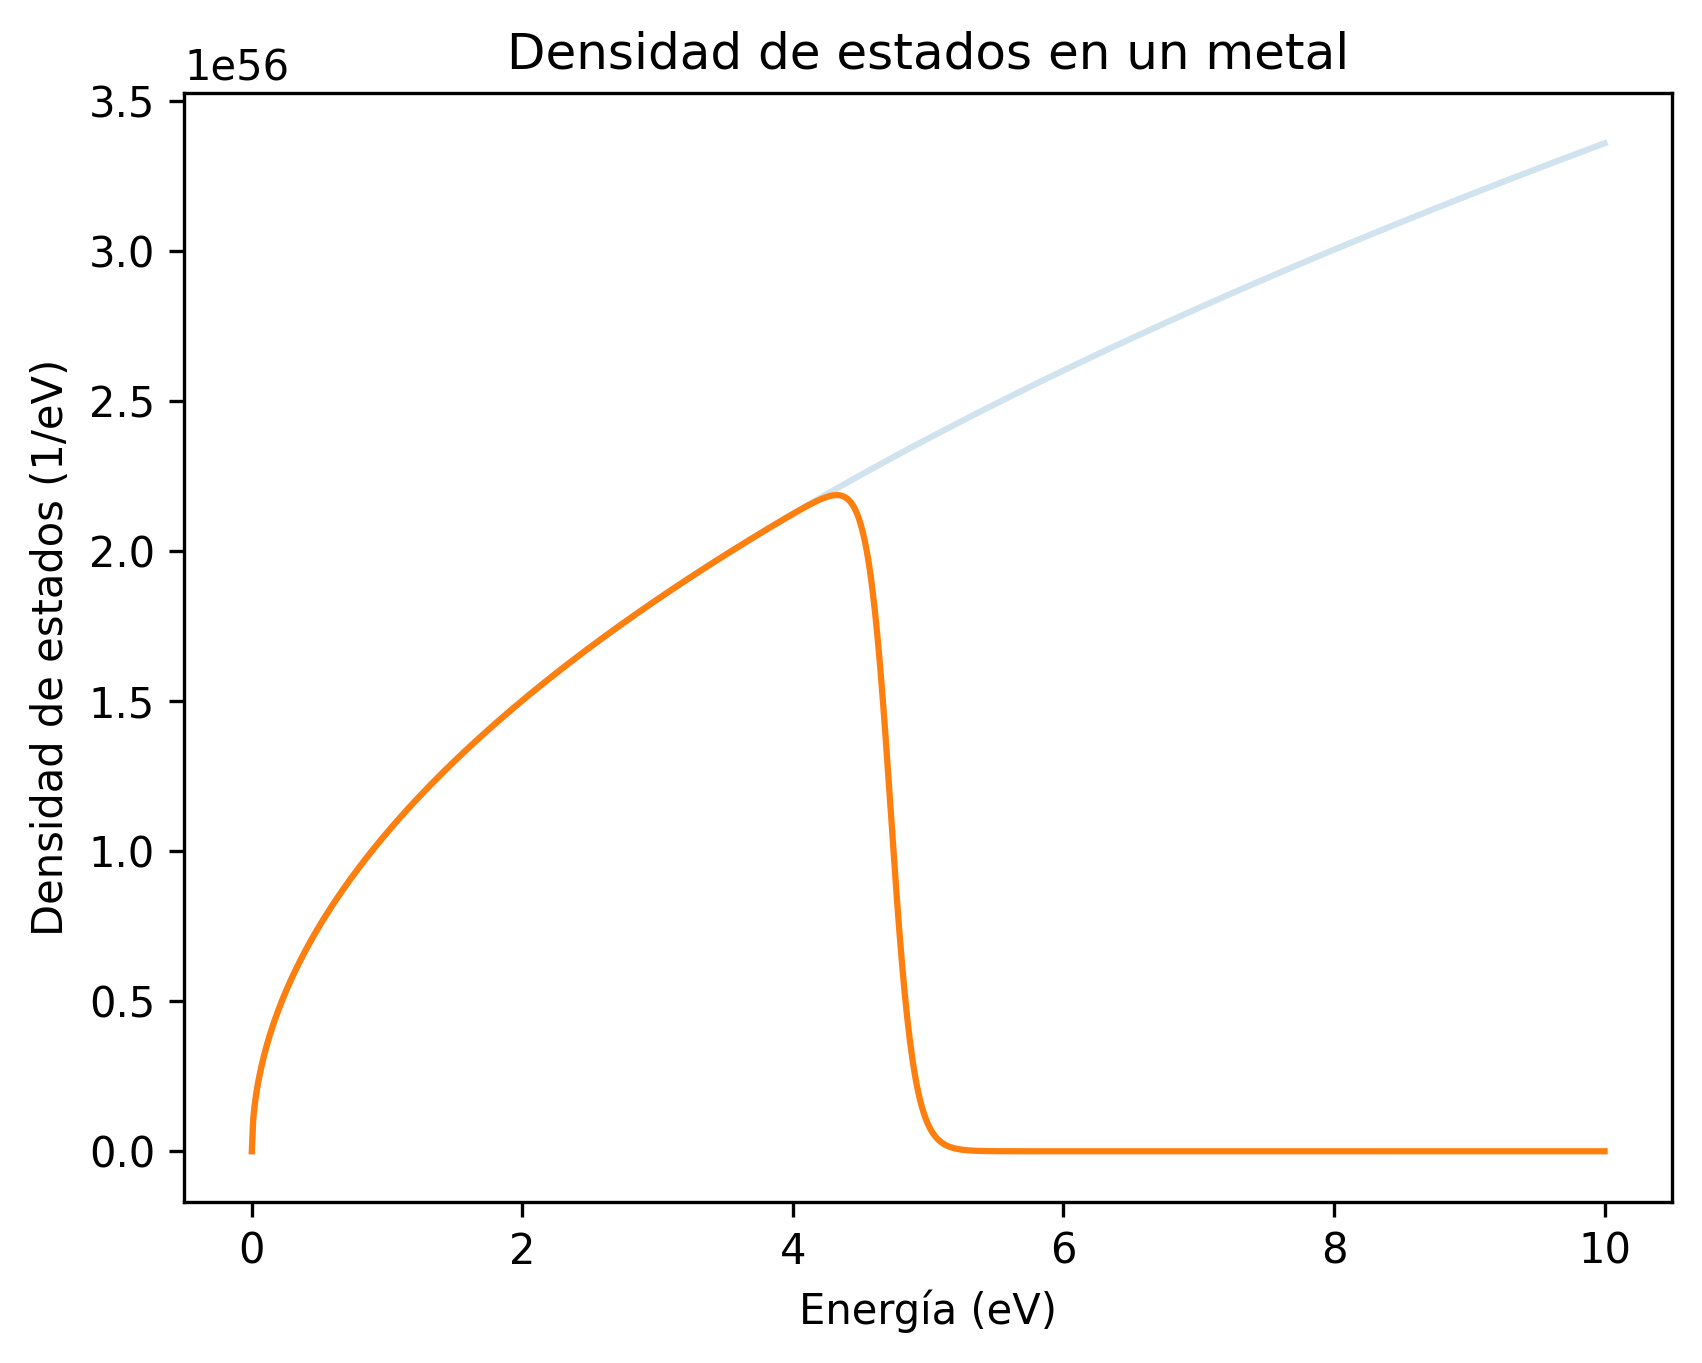 Densidad de estados en un metal
1e56
3.5
3.0
2.5
2.0
1.5
1.0
0.5
0.0
Densidad de estados (1/eV)
0 2 4 6 8 10
Energía (eV)